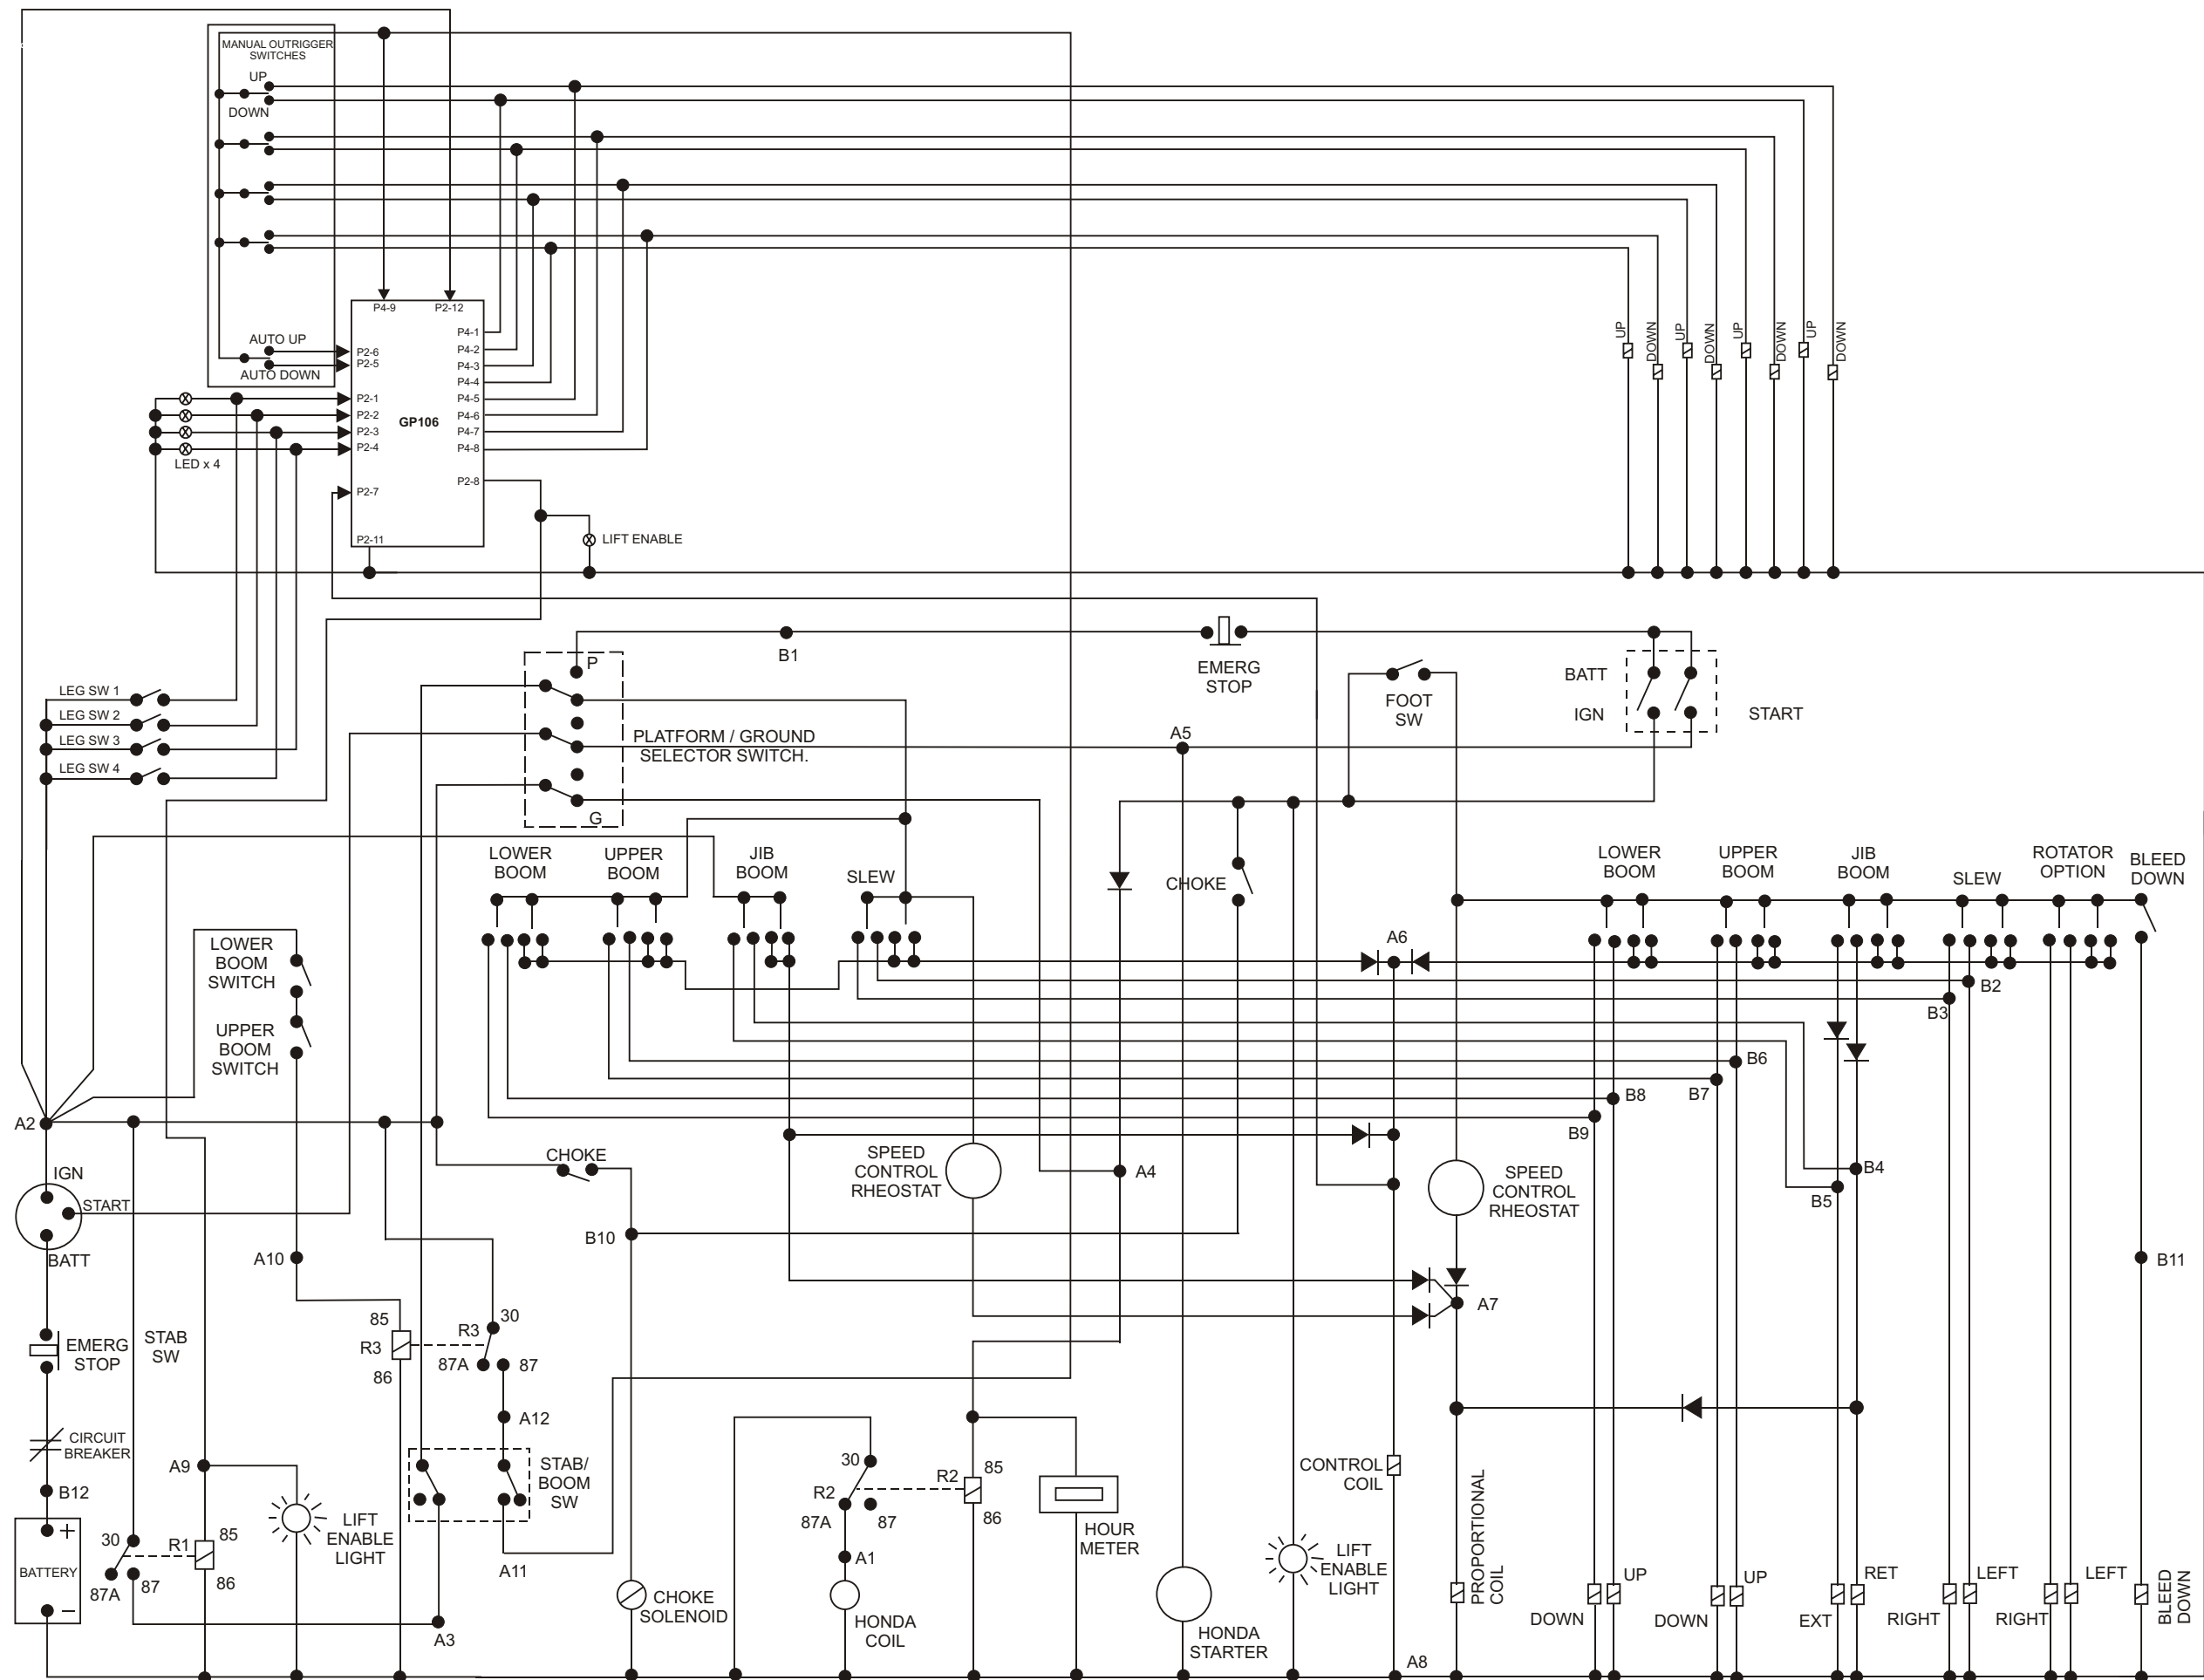 MANUAL OUTRIGGER
SWITCHES
UP
DOWN
P4-9
P2-12
P4-1
P4-2
P4-3
P4-4
P4-5
P4-6
P4-7
P4-8
P2-8
AUTO UP
AUTO DOWN
P2-6
P2-5
P2-1
P2-2
P2-3
P2-4
GP106
LED x 4
P2-7
P2-11
LIFT ENABLE
UP
DOWN
UP
DOWN
UP
DOWN
UP
DOWN
LEG SW 1
LEG SW 2
LEG SW 3
LEG SW 4
P
B1
EMERG
STOP
FOOT
SW
BATT
IGN
START
PLATFORM / GROUND
SELECTOR SWITCH.
A5
G
LOWER
BOOM
UPPER
BOOM
JIB
BOOM
SLEW
CHOKE
LOWER
BOOM
UPPER
BOOM
JIB
BOOM
SLEW
ROTATOR
OPTION
BLEED
DOWN
LOWER
BOOM
SWITCH
UPPER
BOOM
SWITCH
A6
B2
B3
B6
B7
B8
B9
A2
IGN
START
BATT
CHOKE
SPEED
CONTROL
RHEOSTAT
A4
SPEED
CONTROL
RHEOSTAT
B4
B5
B10
A10
B11
A7
EMERG
STOP
STAB
SW
85
R3
86
R3
30
87A
87
A12
CIRCUIT
BREAKER
B12
A9
BATTERY
+
–
30
R1
85
86
87A
87
LIFT
ENABLE
LIGHT
STAB/
BOOM
SW
A11
A3
CHOKE
SOLENOID
30
R2
87A
87
R2
85
86
A1
HONDA
COIL
HOUR
METER
HONDA
STARTER
LIFT
ENABLE
LIGHT
CONTROL
COIL
A8
PROPORTIONAL
COIL
DOWN
UP
DOWN
UP
EXT
RET
RIGHT
LEFT
RIGHT
LEFT
BLEED
DOWN